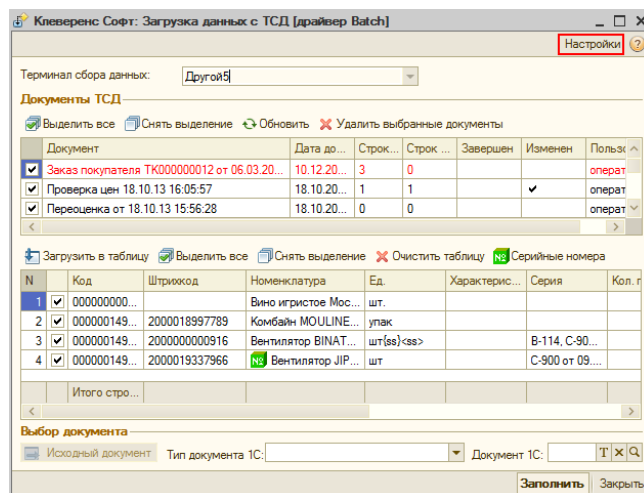 Клеверенс Софт: Загрузка данных с ТСД [драйвер Batch]
Настройки ?
Терминал сбора данных: Другой5
Документы ТСД
Выделить все Снять выделение Обновить Удалить выбранные документы
Документ Дата до... Строк... Строк ... Завершен Изменен Пользо
Заказ покупателя ТК000000012 от 06.03.20... 10.12.20... 3 0 операт
Проверка цен 18.10.13 16:05:57 18.10.20... 1 1 операт
Переоценка от 18.10.13 15:56:28 18.10.20... 0 0 операт
Загрузить в таблицу Выделить все Снять выделение Очистить таблицу № Серийные номера
N Код Штрихкод Номенклатура Ед. Характерис... Серия Кол. п
1 000000000... Вино игристое Мос... шт.
2 000000149... 2000018997789 Комбайн MOULINE... упак
3 000000149... 2000000000916 Вентилятор BINAT... шт{ss}<ss> В-114, С-90...
4 000000149... 2000019337966 № Вентилятор JIP... шт С-900 от 09....
Итого стро...
Выбор документа
Исходный документ Тип документа 1С: Документ 1С: T
Заполнить Закрыть